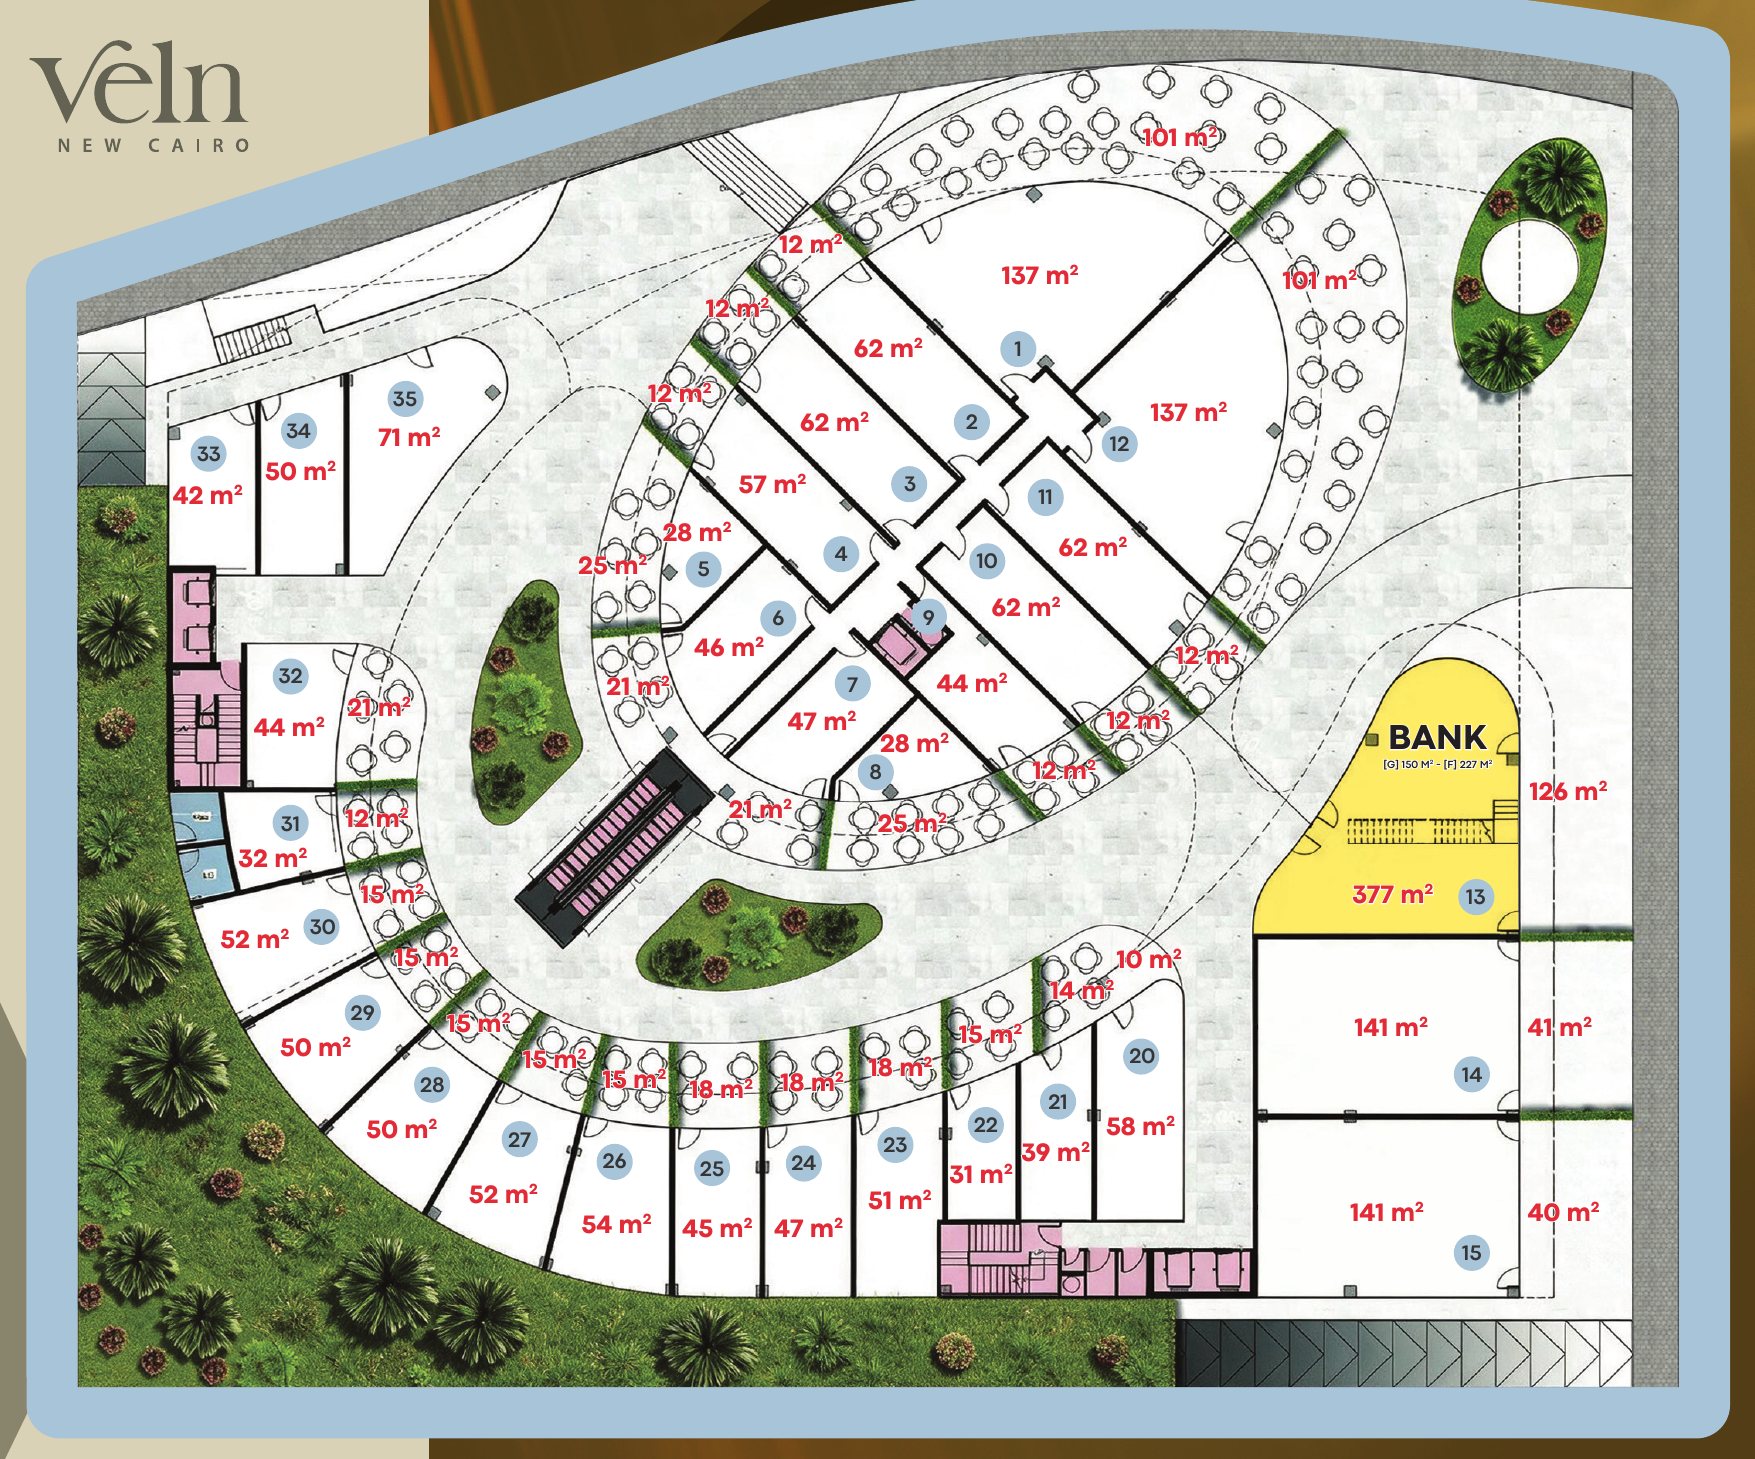 Veln
NEW CAIRO
101 m²
12 m²
137 m²
101 m²
12 m²
62 m²
1
12 m²
35
71 m²
34
50 m²
33
42 m²
62 m²
2
137 m²
12
57 m²
3
11
28 m²
4
62 m²
25 m²
5
10
6
9
62 m²
46 m²
12 m²
32
21 m²
7
44 m²
21 m²
44 m²
47 m²
12 m²
28 m²
8
12 m²
BANK
[G] 150 M² - [F] 227 M²
126 m²
31
12 m²
21 m²
25 m²
32 m²
15 m²
377 m²
13
30
52 m²
15 m²
10 m²
14 m²
29
15 m²
15 m²
141 m²
41 m²
50 m²
15 m²
15 m²
18 m²
18 m²
18 m²
20
14
28
21
50 m²
27
26
25
24
23
22
58 m²
39 m²
52 m²
31 m²
54 m²
45 m²
47 m²
51 m²
141 m²
40 m²
15